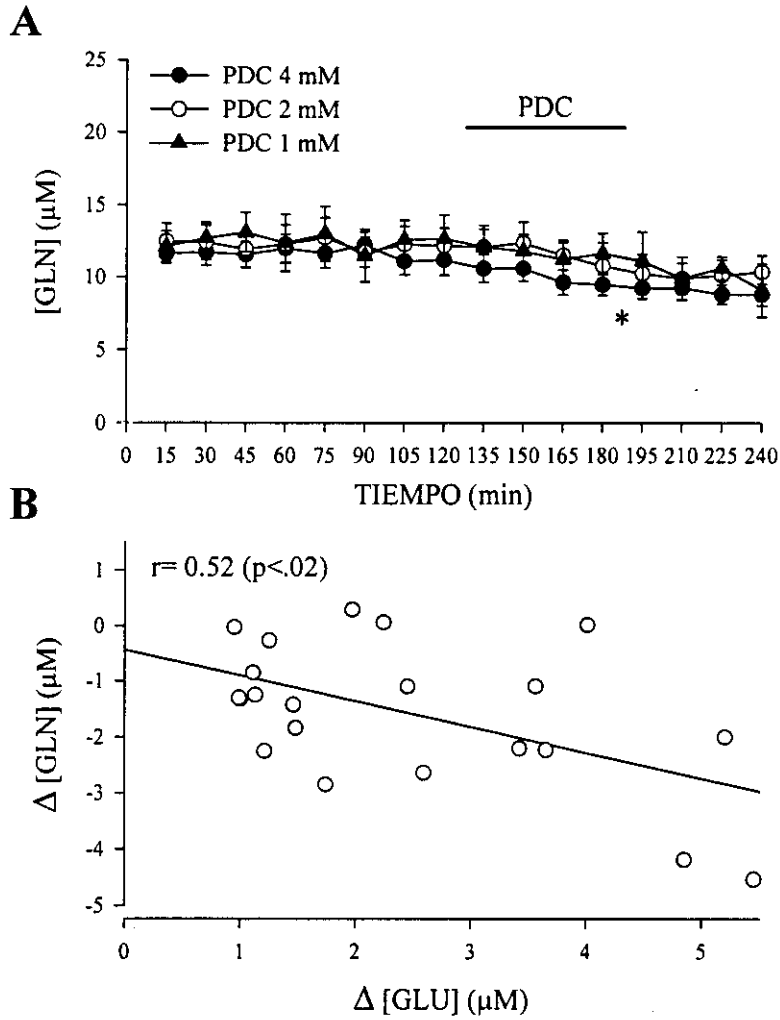 A
25
20
15
10
5
0
[GLN] (µM)
PDC 4 mM
PDC 2 mM
PDC 1 mM
PDC
*
0 15 30 45 60 75 90 105 120 135 150 165 180 195 210 225 240
TIEMPO (min)
B
r= 0.52 (p<.02)
1
0
-1
-2
-3
-4
-5
Δ [GLN] (µM)
0 1 2 3 4 5
Δ [GLU] (µM)